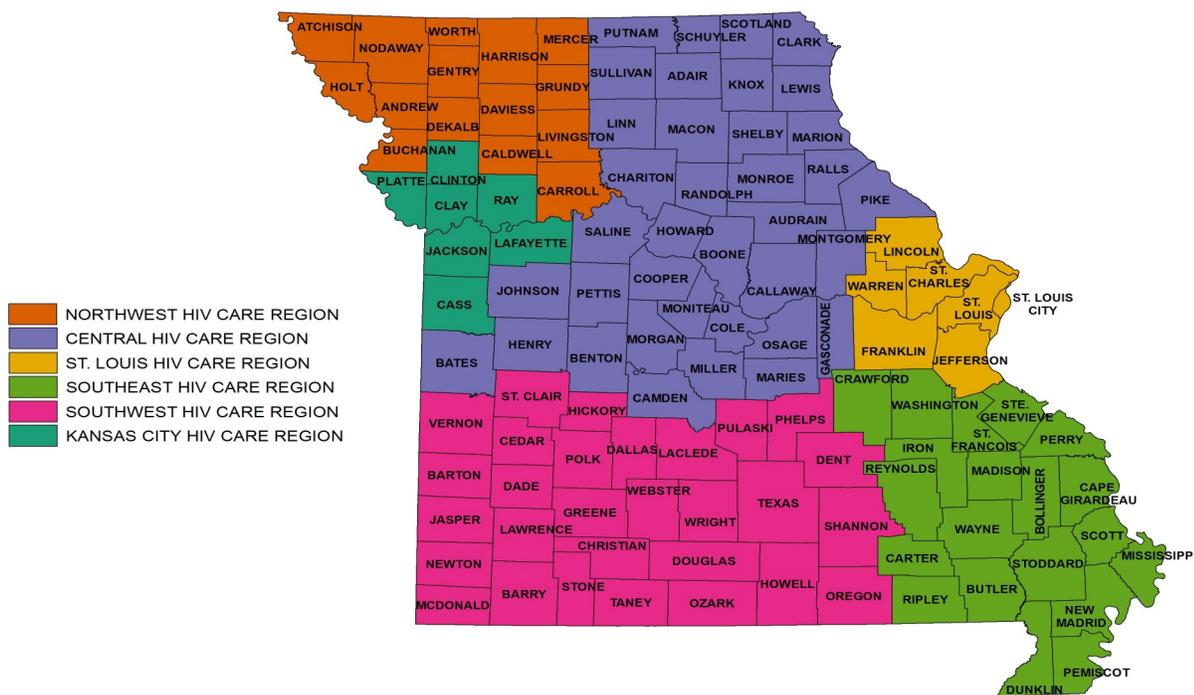 ATCHISON
NODAWAY
WORTH
HARRISON
MERCER
PUTNAM
SCHUYLER
SCOTLAND
CLARK
GENTRY
HOLT
ANDREW
DEKALB
DAVIESS
GRUNDY
SULLIVAN
ADAIR
KNOX
LEWIS
LIVINGSTON
LINN
MACON
SHELBY
MARION
BUCHANAN
CALDWELL
CARROLL
CHARITON
RANDOLPH
MONROE
RALLS
PIKE
PLATTE
CLINTON
CLAY
RAY
JACKSON
LAFAYETTE
SALINE
HOWARD
BOONE
AUDRAIN
MONTGOMERY
LINCOLN
CALLAWAY
WARREN
ST.
CHARLES
ST.
LOUIS
ST. LOUIS
CITY
CASS
JOHNSON
PETTIS
COOPER
MONITEAU
COLE
OSAGE
GASCONADE
FRANKLIN
JEFFERSON
NORTHWEST HIV CARE REGION
CENTRAL HIV CARE REGION
ST. LOUIS HIV CARE REGION
SOUTHEAST HIV CARE REGION
SOUTHWEST HIV CARE REGION
KANSAS CITY HIV CARE REGION
BATES
HENRY
BENTON
MORGAN
MILLER
MARIES
CAMDEN
CRAWFORD
WASHINGTON
STE.
GENEVIEVE
ST.
FRANCOIS
PERRY
VERNON
ST. CLAIR
HICKORY
CEDAR
POLK
DALLAS
LACLEDE
PULASKI
PHELPS
DENT
IRON
REYNOLDS
MADISON
BOLLINGER
CAPE
GIRARDEAU
BARTON
DADE
GREENE
WEBSTER
WRIGHT
TEXAS
SHANNON
WAYNE
SCOTT
MISSISSIPP
JASPER
LAWRENCE
CHRISTIAN
DOUGLAS
HOWELL
CARTER
STODDARD
NEWTON
MCDONALD
BARRY
STONE
TANEY
OZARK
OREGON
RIPLEY
BUTLER
NEW
MADRID
PEMISCOT
DUNKLIN